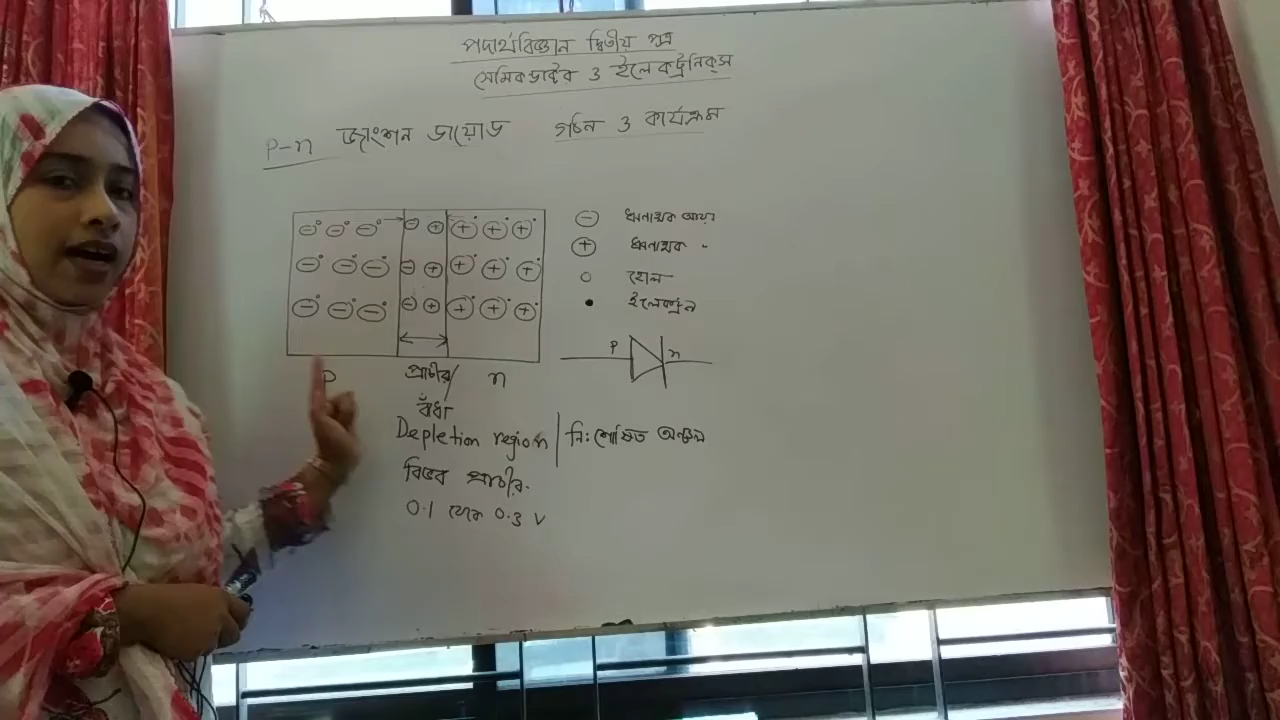 পদার্থবিজ্ঞান দ্বিতীয় পত্র
সেমিকন্ডাক্টর ও ইলেকট্রনিক্স
P-n জাংশন ডায়োড গঠন ও কার্যক্রম
ঋনাত্মক আয়ন
ধনাত্মক "
হোল
ইলেকট্রন
P n
P প্রাচীর/ n
বাঁধা
Depletion region | নিঃশোষিত অঞ্চল
বিভব প্রাচীর.
0.1 থেকে 0.3 V